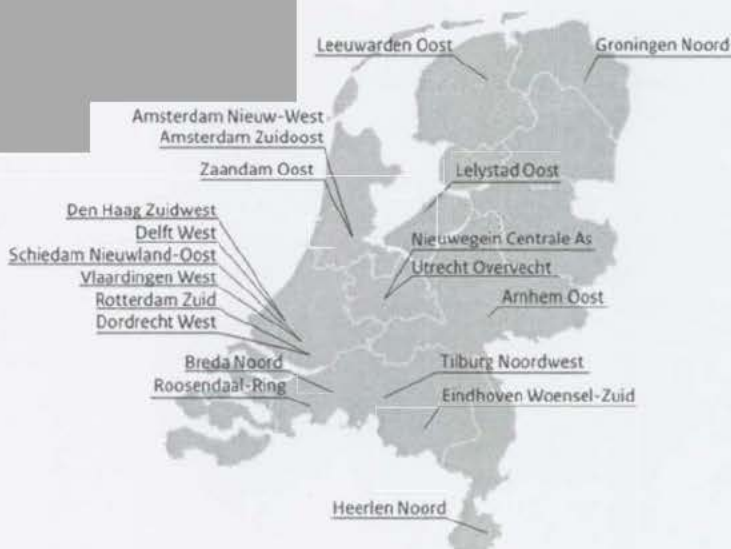 Leeuwarden Oost
Groningen Noord
Amsterdam Nieuw-West
Amsterdam Zuidoost
Zaandam Oost
Lelystad Oost
Den Haag Zuidwest
Delft West
Nieuwegein Centrale As
Schiedam Nieuwland-Oost
Utrecht Overvecht
Vlaardingen West
Rotterdam Zuid
Arnhem Oost
Dordrecht West
Breda Noord
Tilburg Noordwest
Roosendaal-Ring
Eindhoven Woensel-Zuid
Heerlen Noord